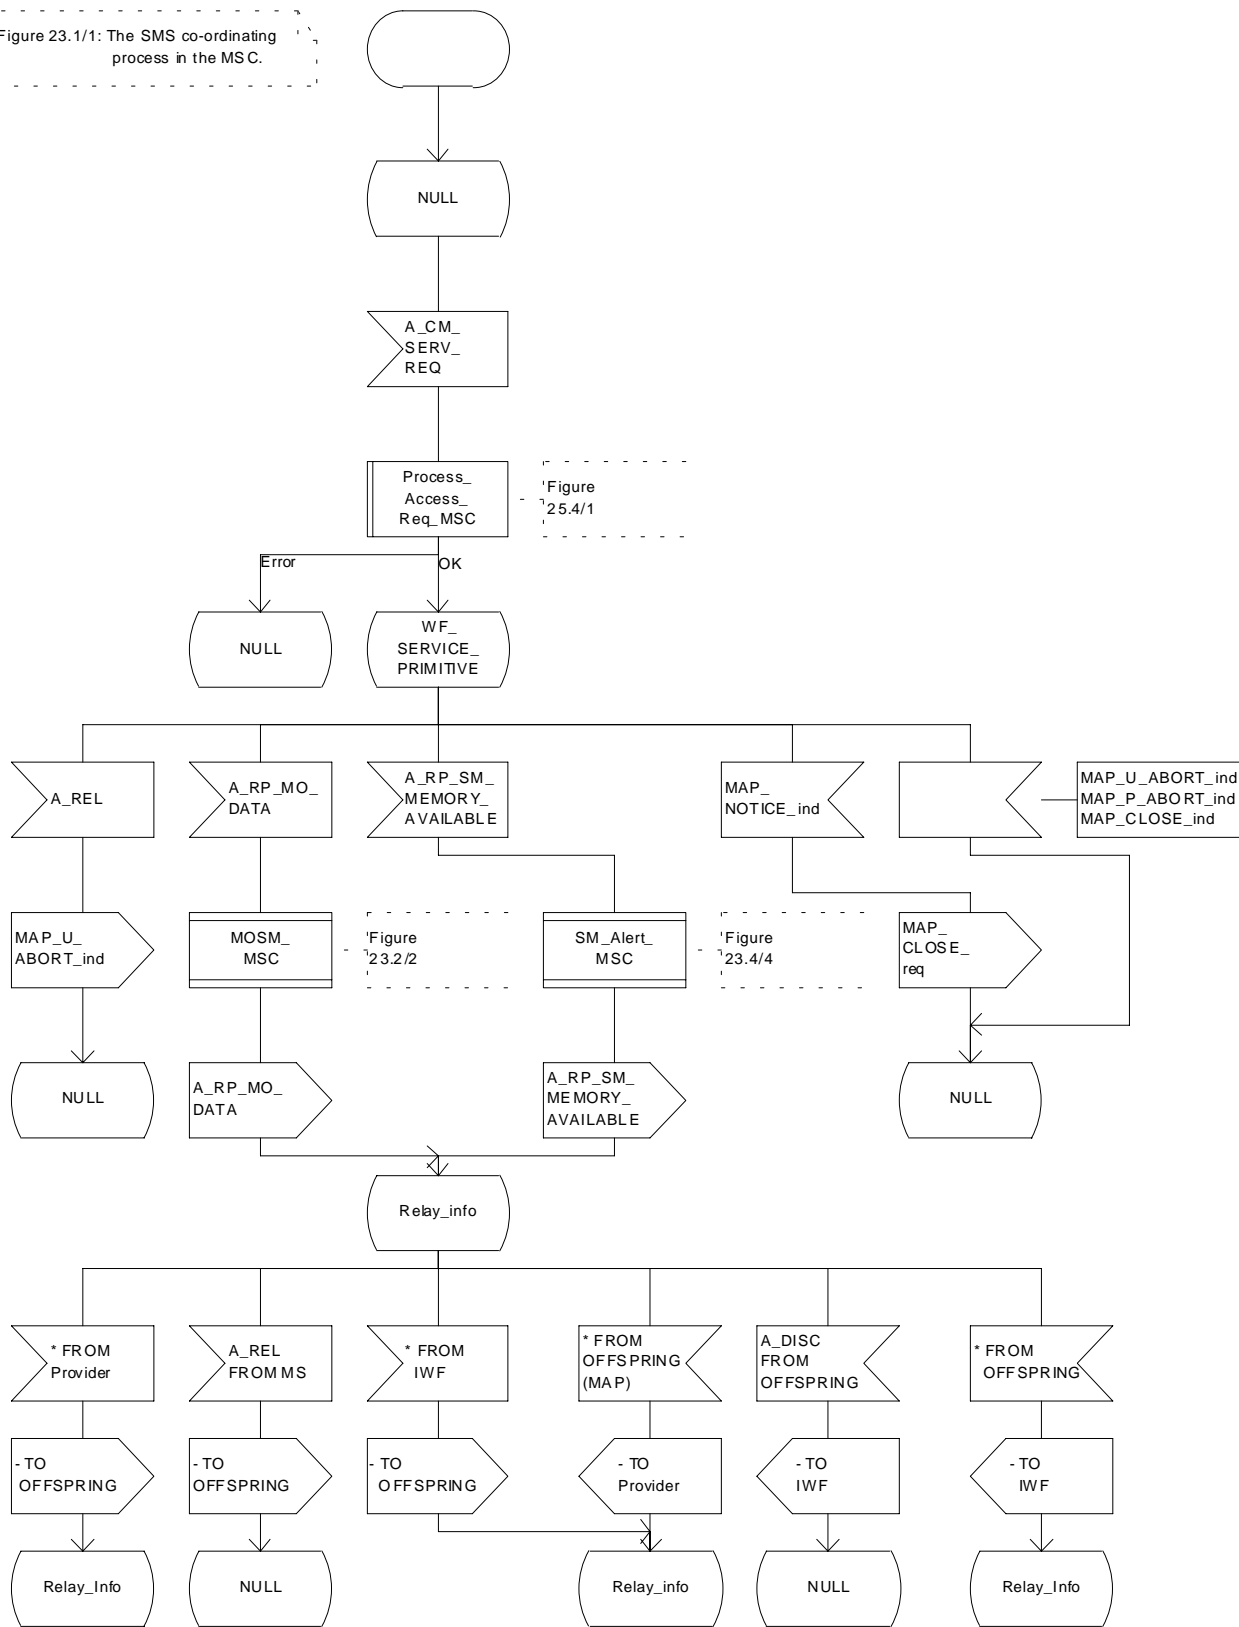 Figure 23.1/1: The SMS co-ordinating
process in the MSC.
NULL
A_CM_
SERV_
REQ
Process_
Access_
Req_MSC
Figure
25.4/1
Error
OK
NULL
WF_
SERVICE_
PRIMITIVE
A_REL
A_RP_MO_
DATA
A_RP_SM_
MEMORY_
AVAILABLE
MAP_
NOTICE_ind
MAP_U_ABORT_ind
MAP_P_ABORT_ind
MAP_CLOSE_ind
MAP_U_
ABORT_ind
MOSM_
MSC
Figure
23.2/2
SM_Alert_
MSC
Figure
23.4/4
MAP_
CLOSE_
req
NULL
A_RP_MO_
DATA
A_RP_SM_
MEMORY_
AVAILABLE
NULL
Relay_info
* FROM
Provider
A_REL
FROM MS
* FROM
IWF
* FROM
OFFSPRING
(MAP)
A_DISC
FROM
OFFSPRING
* FROM
OFFSPRING
- TO
OFFSPRING
- TO
OFFSPRING
- TO
OFFSPRING
- TO
Provider
- TO
IWF
- TO
IWF
Relay_Info
NULL
Relay_info
NULL
Relay_Info